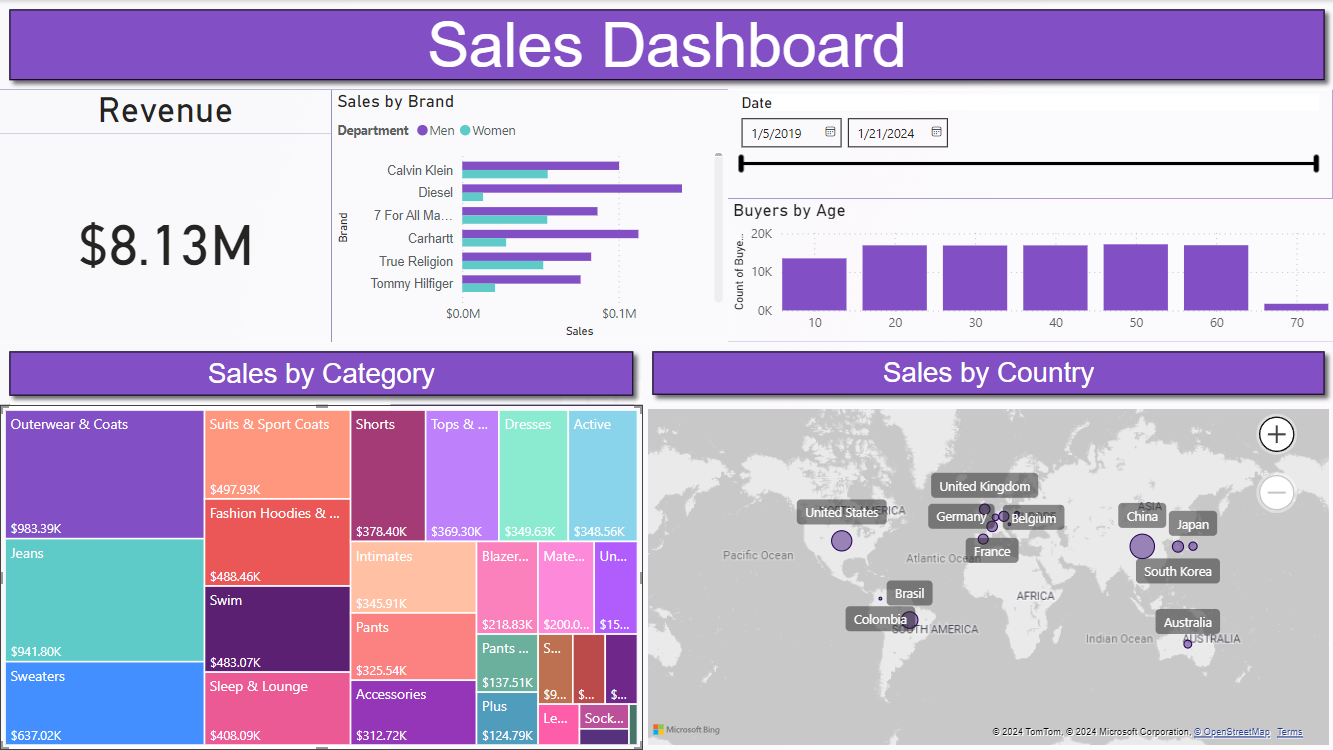 Sales Dashboard
Revenue
$8.13M
Sales by Brand
Department Men Women
Brand
Calvin Klein
Diesel
7 For All Ma...
Carhartt
True Religion
Tommy Hilfiger
$0.0M $0.1M
Sales
Date
1/5/2019 1/21/2024
Buyers by Age
Count of Buye...
20K
10K
0K
10 20 30 40 50 60 70
Sales by Category
Outerwear & Coats
$983.39K
Jeans
$941.80K
Sweaters
$637.02K
Suits & Sport Coats
$497.93K
Fashion Hoodies & ...
$488.46K
Swim
$483.07K
Sleep & Lounge
$408.09K
Shorts
$378.40K
Tops & ...
$369.30K
Dresses
$349.63K
Active
$348.56K
Intimates
$345.91K
Pants
$325.54K
Accessories
$312.72K
Blazer...
$218.83K
Mate...
$200.0...
Un...
$15...
Pants ...
$137.51K
Plus
$124.79K
S...
$9...
$...
$...
Le...
Sock...
Sales by Country
United Kingdom
United States
Germany
Belgium
France
China
ASIA
Japan
South Korea
Pacific Ocean
Atlantic Ocean
AFRICA
Brasil
Colombia
SOUTH AMERICA
Indian Ocean
Australia
AUSTRALIA
Microsoft Bing
© 2024 TomTom, © 2024 Microsoft Corporation, © OpenStreetMap Terms